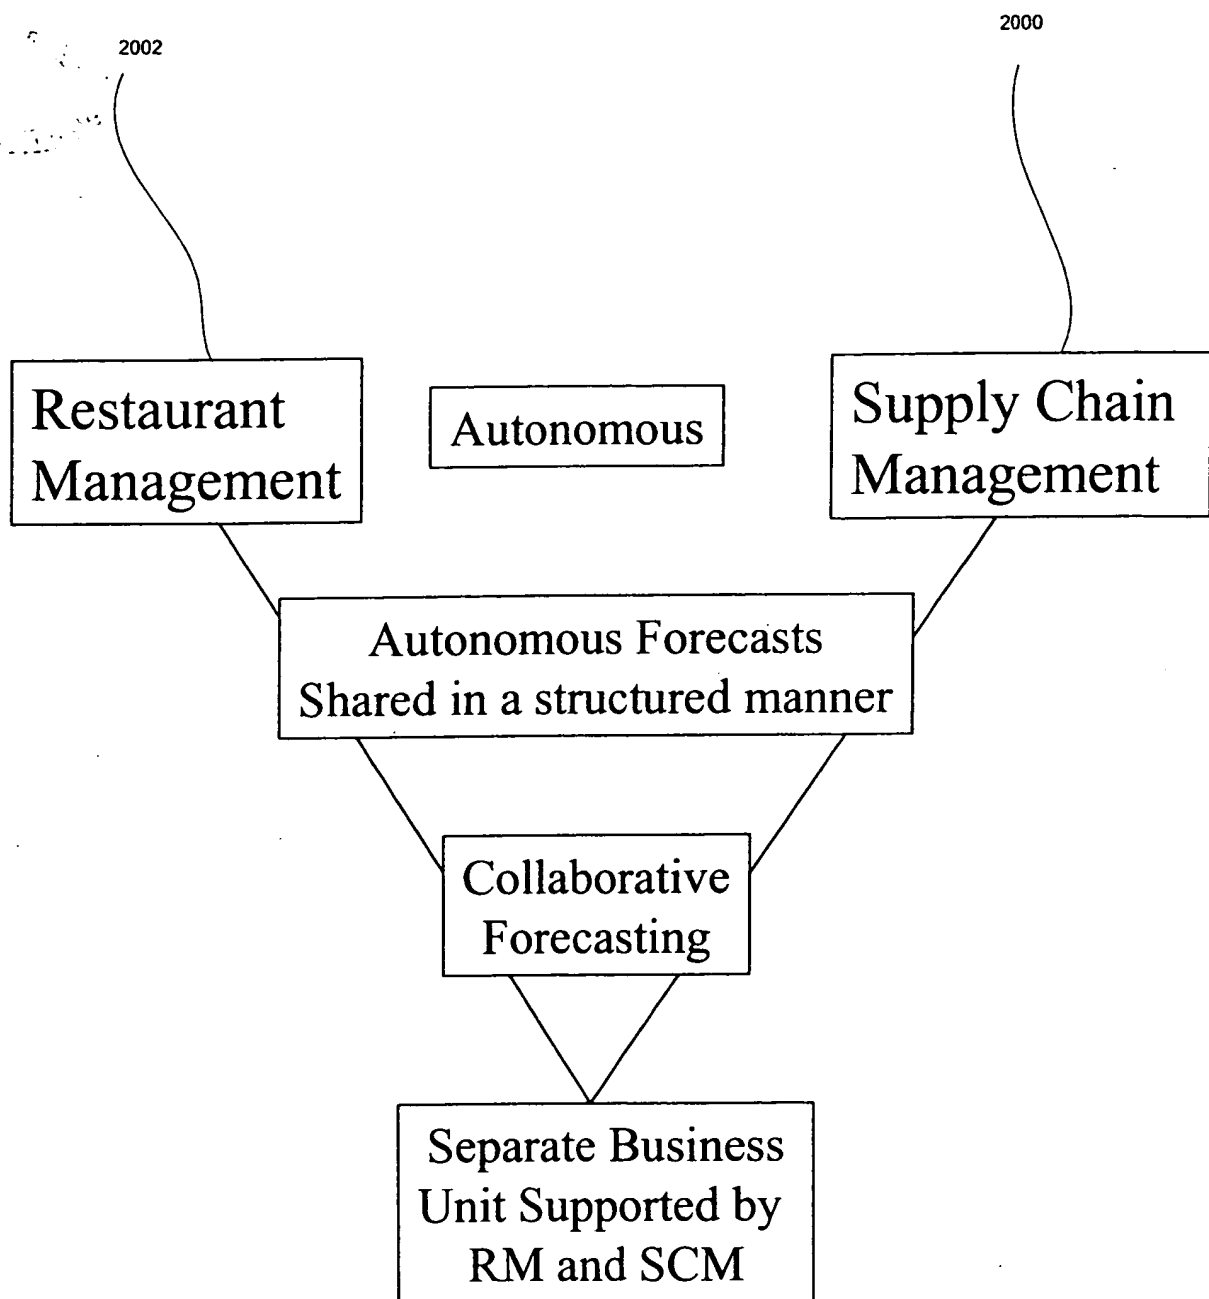 2002
2000
Restaurant
Management
Autonomous
Supply Chain
Management
Autonomous Forecasts
Shared in a structured manner
Collaborative
Forecasting
Separate Business
Unit Supported by
RM and SCM